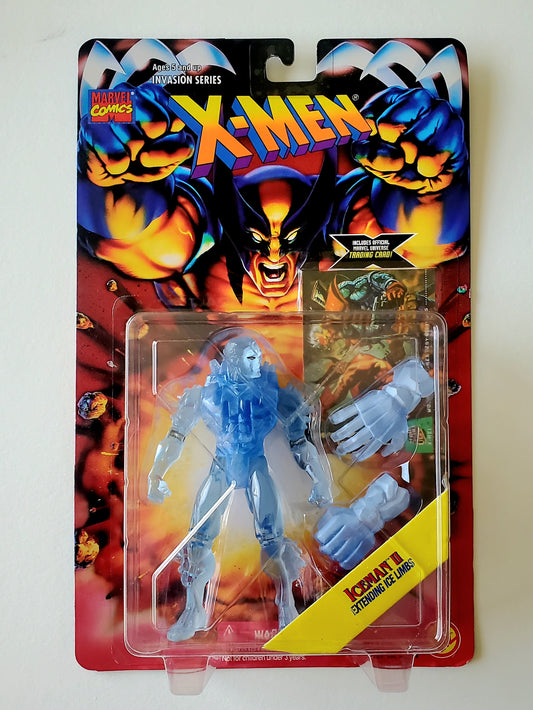 Ages 5 and up
INVASION SERIES
MARVEL
COMICS
X-MEN
INCLUDES OFFICIAL
MARVEL UNIVERSE
TRADING CARD!
ICEMAN II
EXTENDING ICE LIMBS
Not for children under 3 years.